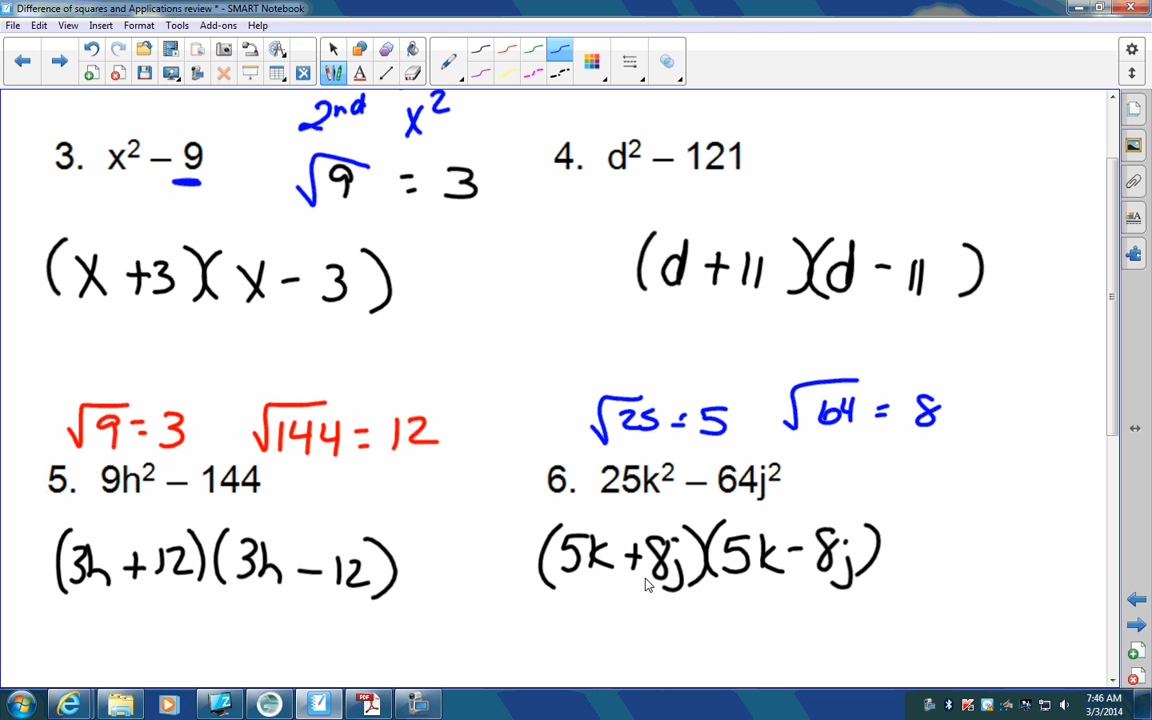 Difference of squares and Applications review * - SMART Notebook
File Edit View Insert Format Tools Add-ons Help
2nd x²
3. x² – 9
√9 = 3
4. d² – 121
(x +3)(x - 3)
(d + 11)(d - 11)
√9 = 3 √144 = 12
√25 = 5 √64 = 8
5. 9h² – 144
6. 25k² – 64j²
(3h + 12)(3h - 12)
(5k +8j)(5k - 8j)
7:46 AM
3/3/2014